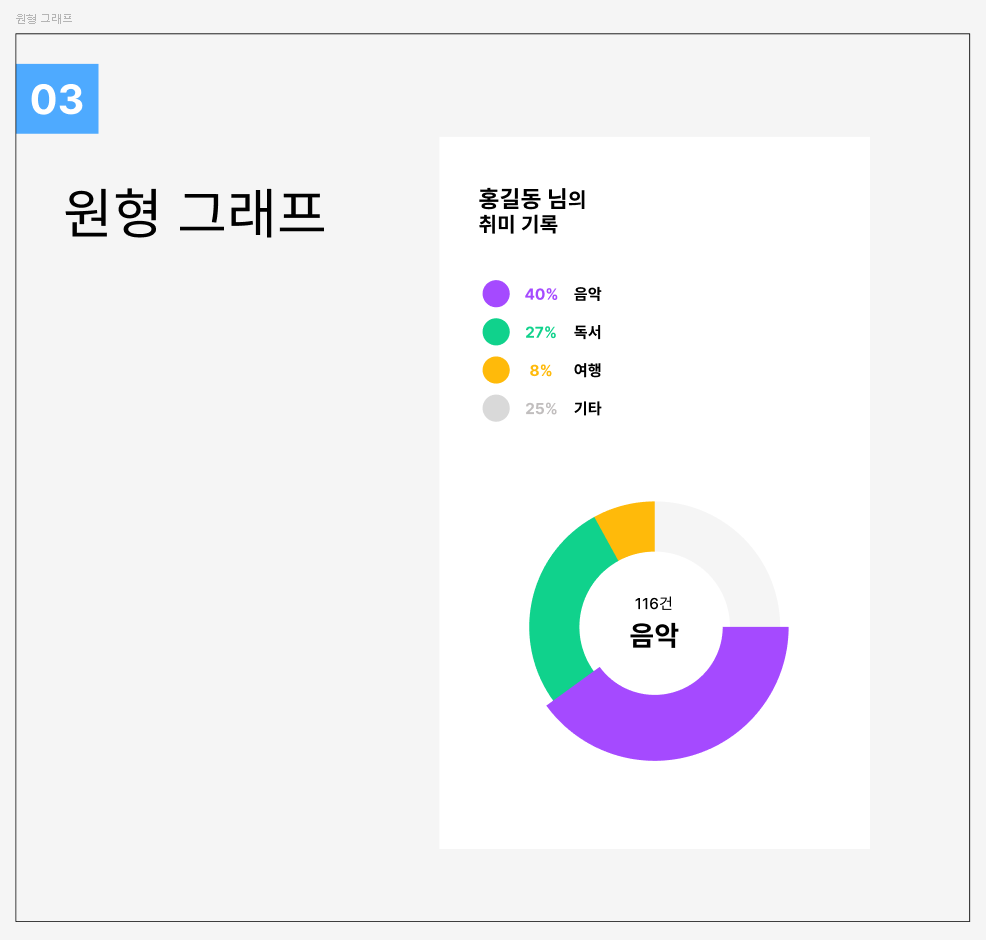 원형 그래프
03
원형 그래프
홍길동 님의
취미 기록
40% 음악
27% 독서
8% 여행
25% 기타
116건
음악